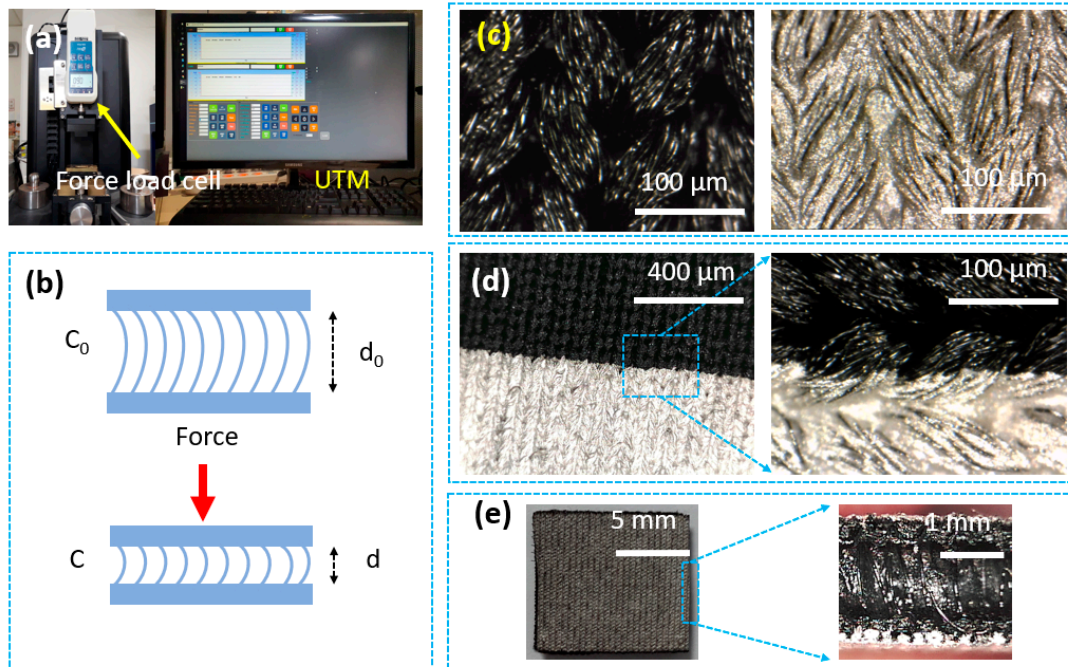 (a)
Force load cell
UTM
(b)
C₀
d₀
Force
C
d
(c)
100 µm
100 µm
(d)
400 µm
100 µm
(e)
5 mm
1 mm